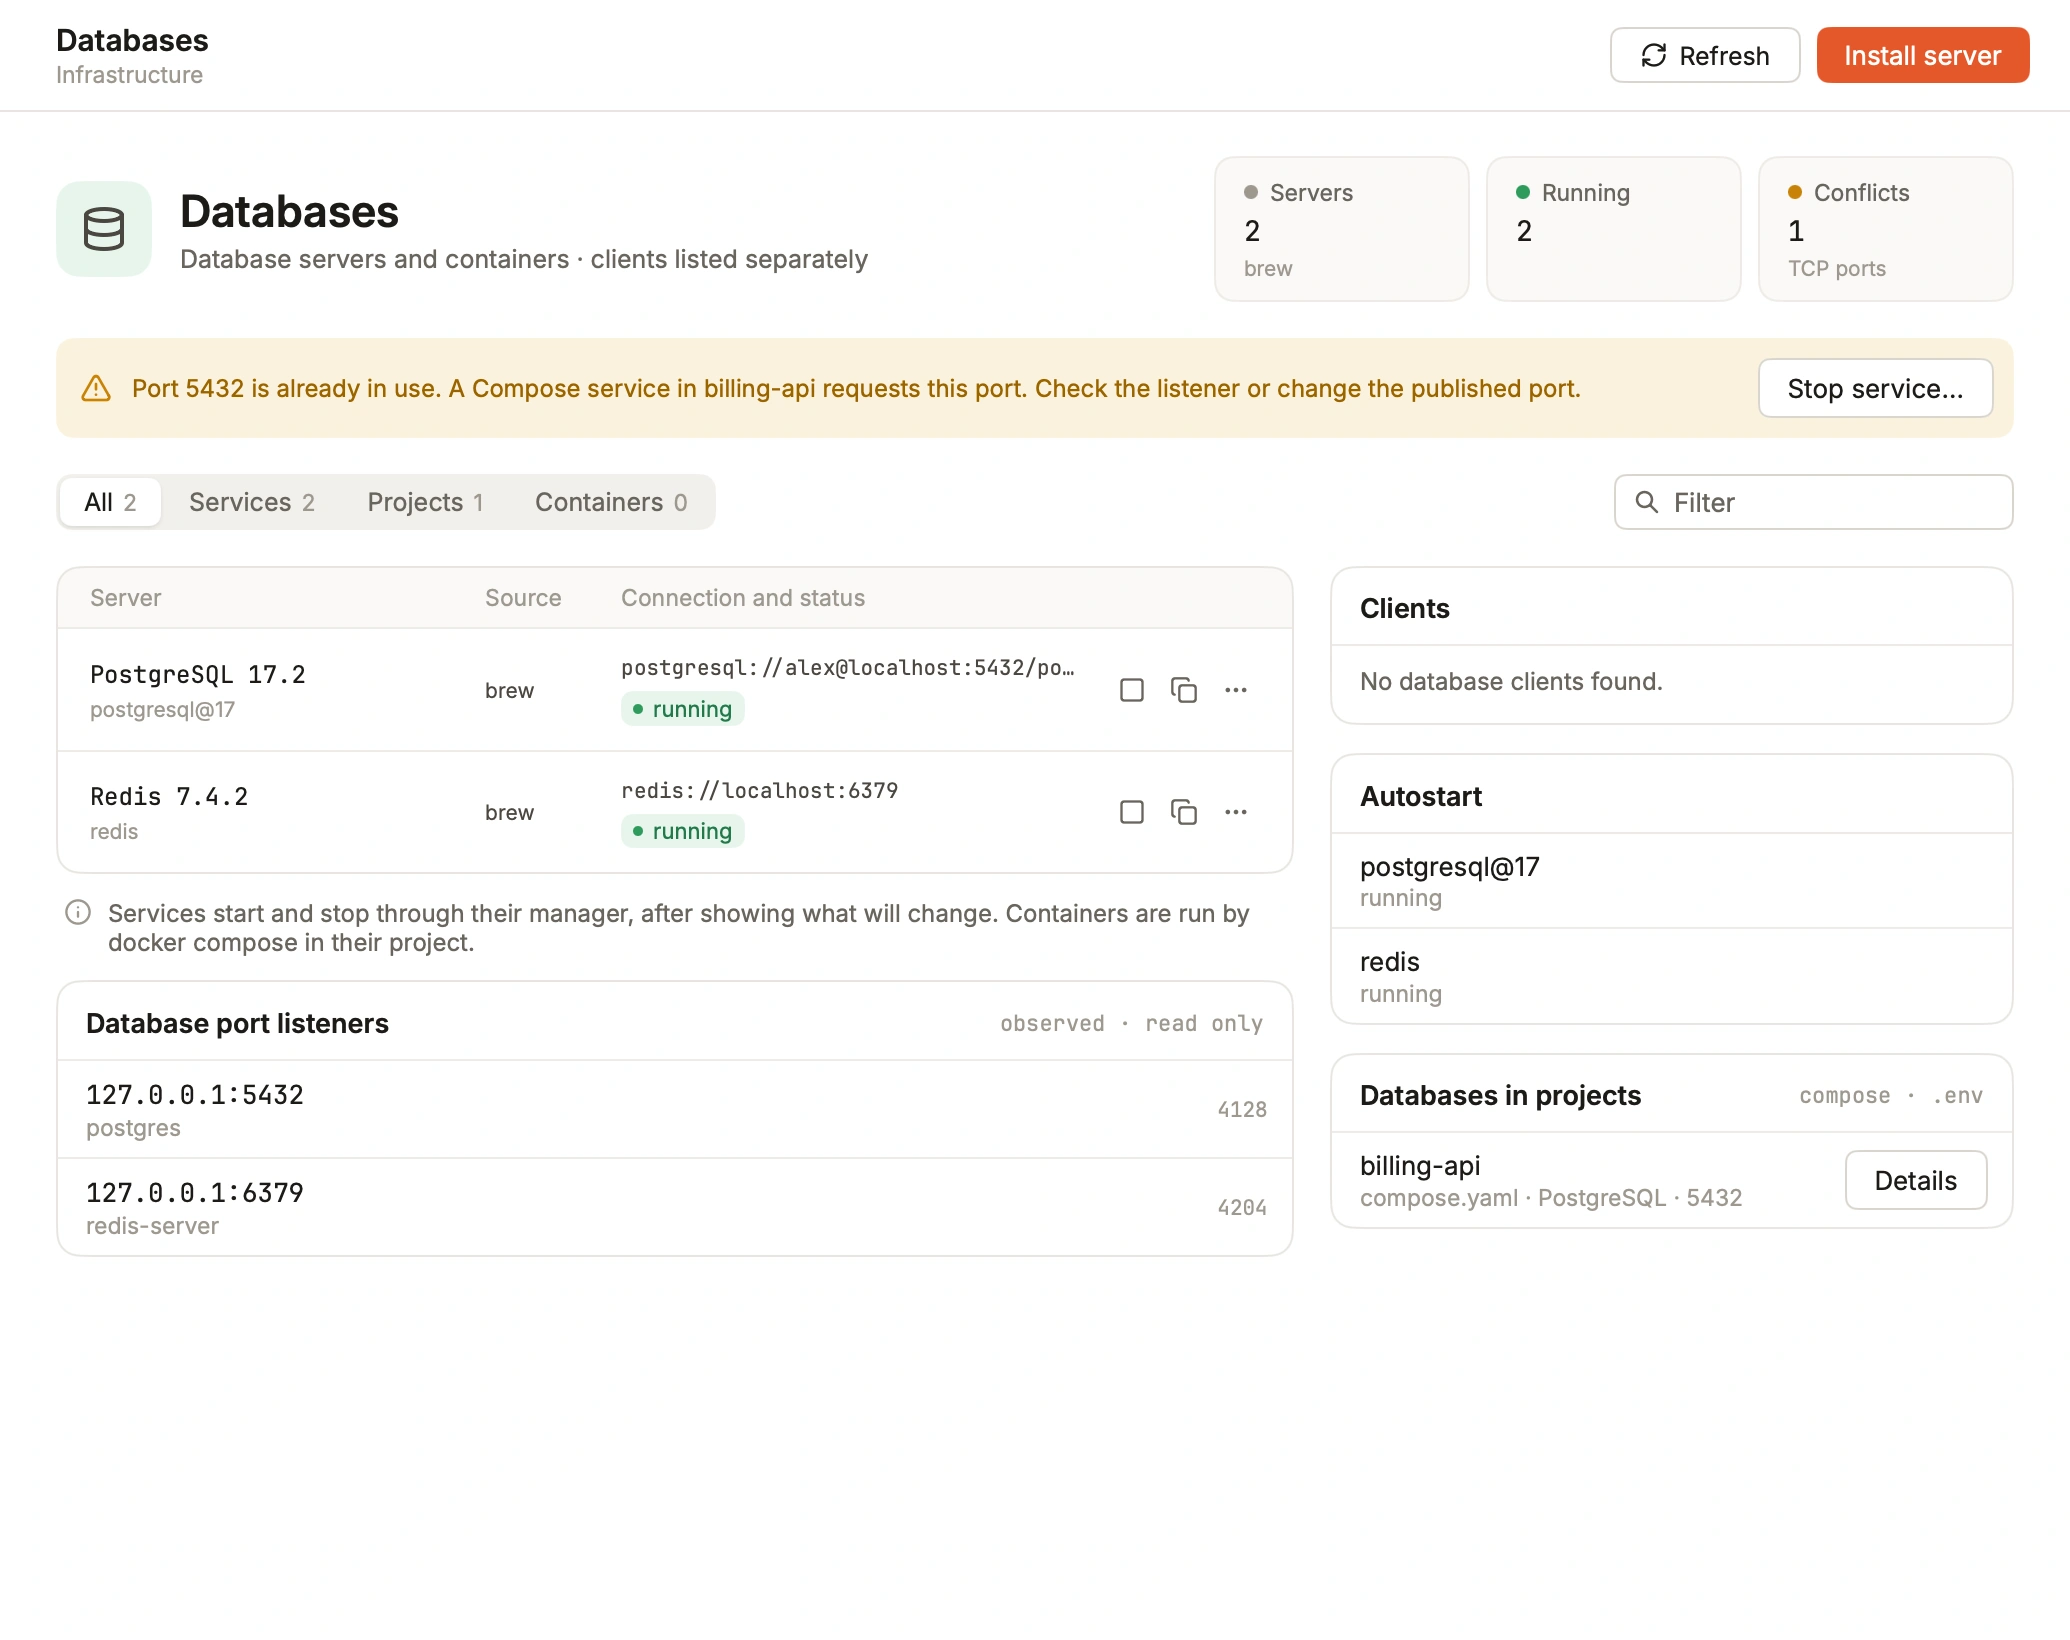 Databases
Infrastructure
Refresh
Install server
Databases
Database servers and containers · clients listed separately
Servers
2
brew
Running
2
Conflicts
1
TCP ports
Port 5432 is already in use. A Compose service in billing-api requests this port. Check the listener or change the published port.
Stop service...
All 2
Services 2
Projects 1
Containers 0
Filter
Server
Source
Connection and status
PostgreSQL 17.2
postgresql@17
brew
postgresql://alex@localhost:5432/po…
running
Redis 7.4.2
redis
brew
redis://localhost:6379
running
Services start and stop through their manager, after showing what will change. Containers are run by
docker compose in their project.
Database port listeners
observed · read only
127.0.0.1:5432
postgres
4128
127.0.0.1:6379
redis-server
4204
Clients
No database clients found.
Autostart
postgresql@17
running
redis
running
Databases in projects
compose · .env
billing-api
compose.yaml · PostgreSQL · 5432
Details